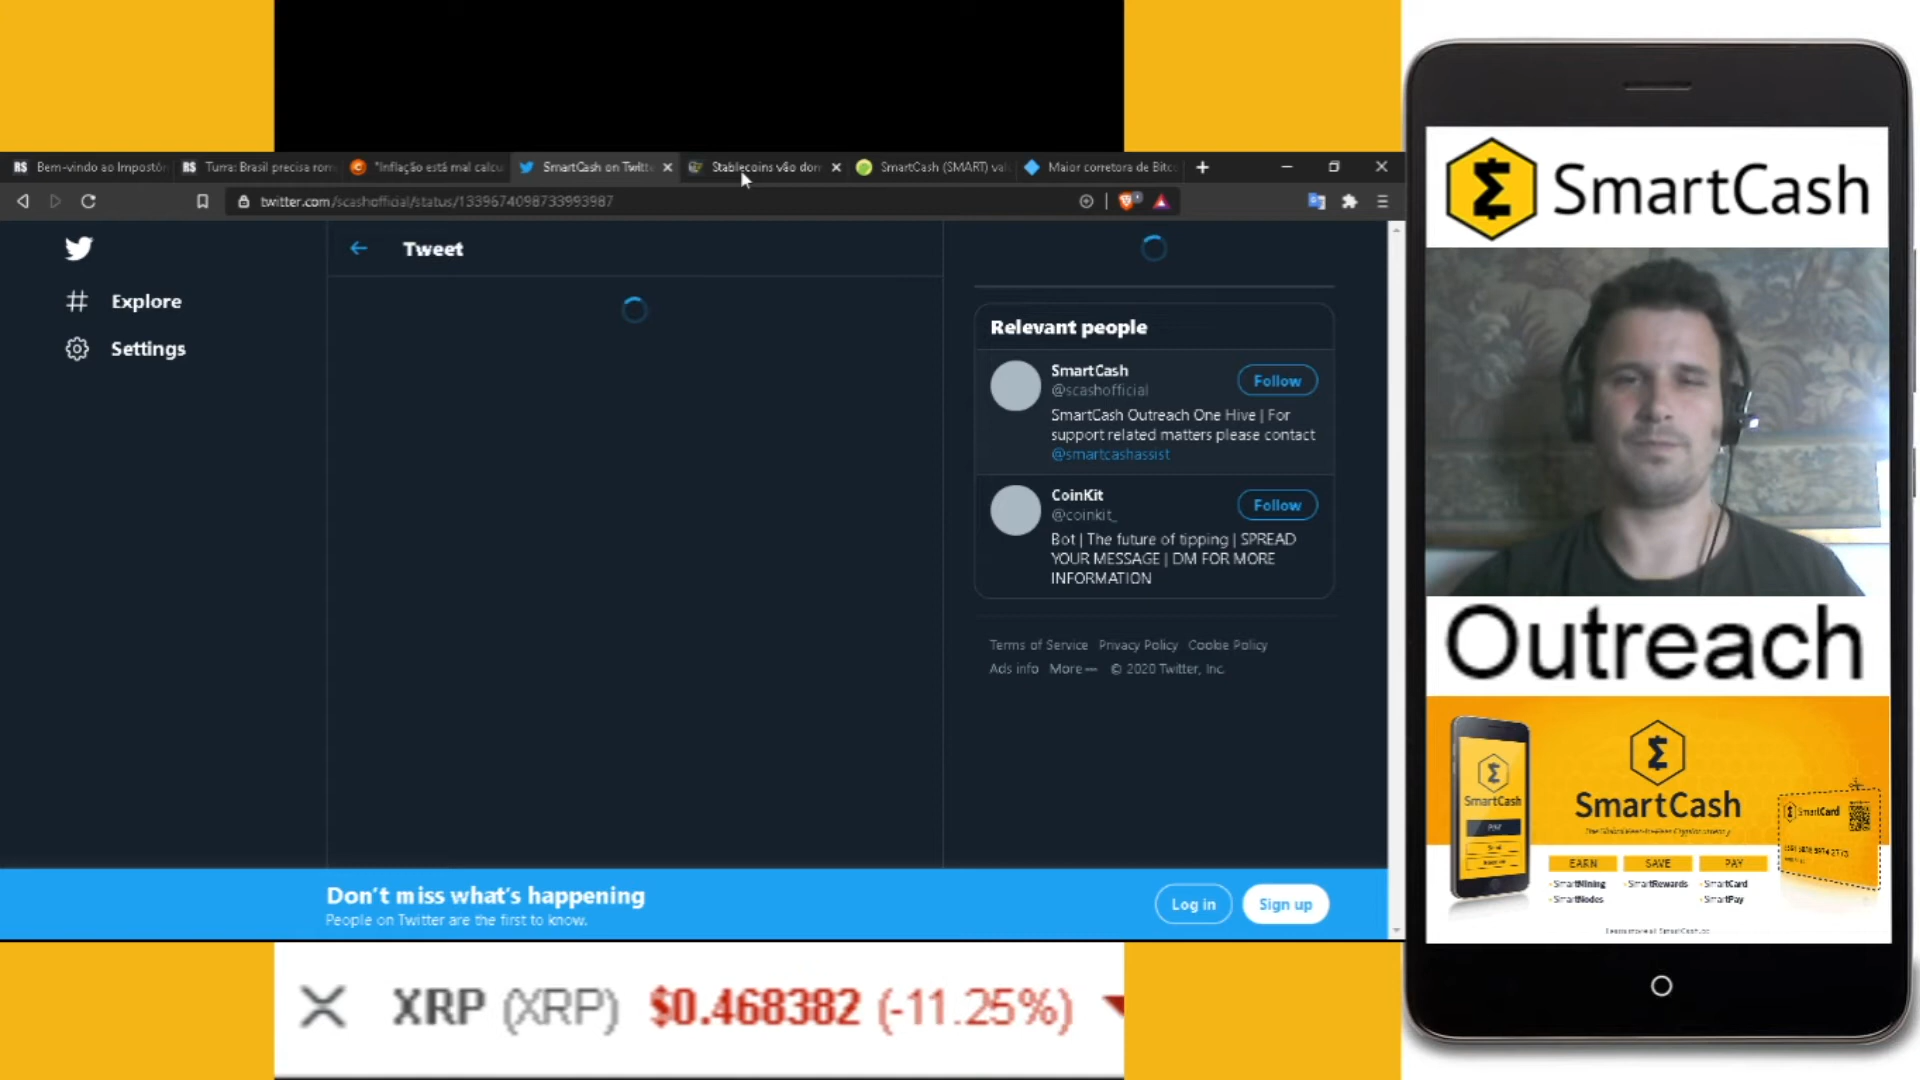 Bem-vindo ao Impostôr
Turra: Brasil precisa rom
"Inflação está mal calcu
SmartCash on Twitte
Stablecoins vão dom
SmartCash (SMART) val
Maior corretora de Bitco
twitter.com/scashofficial/status/1339674098733993987
Explore
Settings
Tweet
Relevant people
SmartCash
@scashofficial
Follow
SmartCash Outreach One Hive | For
support related matters please contact
@smartcashassist
CoinKit
@coinkit_
Follow
Bot | The future of tipping | SPREAD
YOUR MESSAGE | DM FOR MORE
INFORMATION
Terms of Service Privacy Policy Cookie Policy
Ads info More © 2020 Twitter, Inc.
Don't miss what's happening
People on Twitter are the first to know.
Log in
Sign up
XRP (XRP) $0.468382 (-11.25%)
SmartCash
Outreach
SmartCash
PAY
SmartCash
SmartCard
EARN SAVE PAY
SmartMining SmartRewards SmartCard
SmartNodes SmartPay